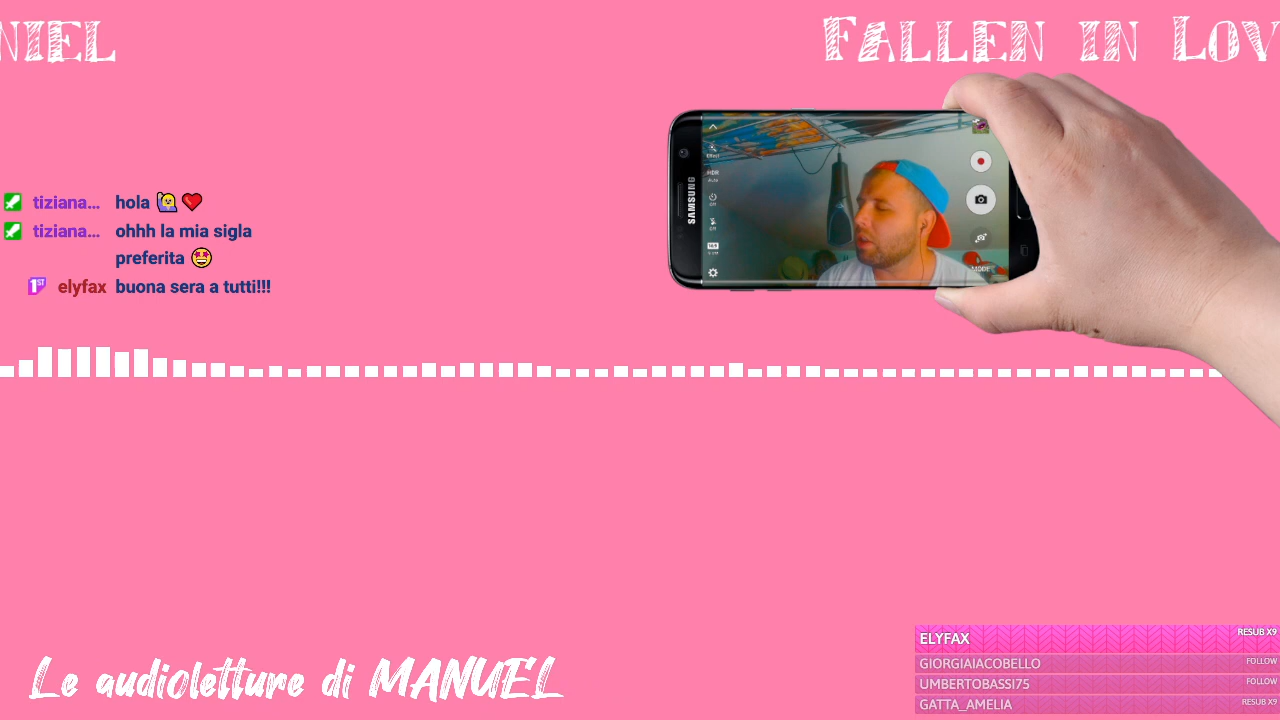 NIEL
FALLEN IN LOV
tiziana... hola
tiziana... ohhh la mia sigla
preferita
1ST elyfax buona sera a tutti!!!
SAMSUNG
MODE
Le audioletture di MANUEL
ELYFAX RESUB X9
GIORGIAIACOBELLO FOLLOW
UMBERTOBASSI75 FOLLOW
GATTA_AMELIA RESUB X9